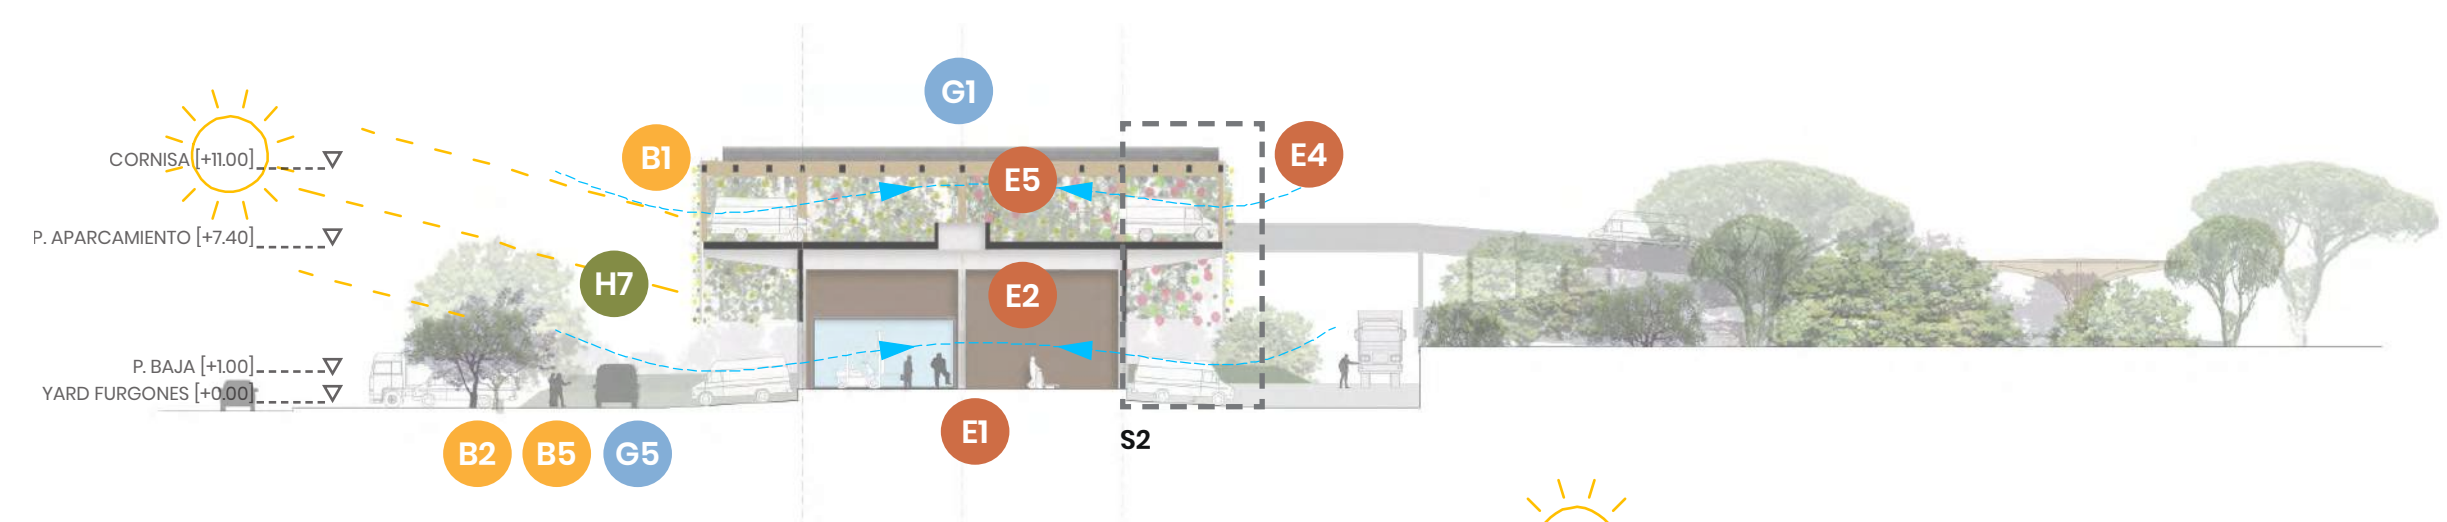 G1
B1
E4
CORNISA [+11.00]
E5
P. APARCAMIENTO [+7.40]
H7
E2
P. BAJA [+1.00]
YARD FURGONES [+0.00]
E1
S2
B2 B5 G5